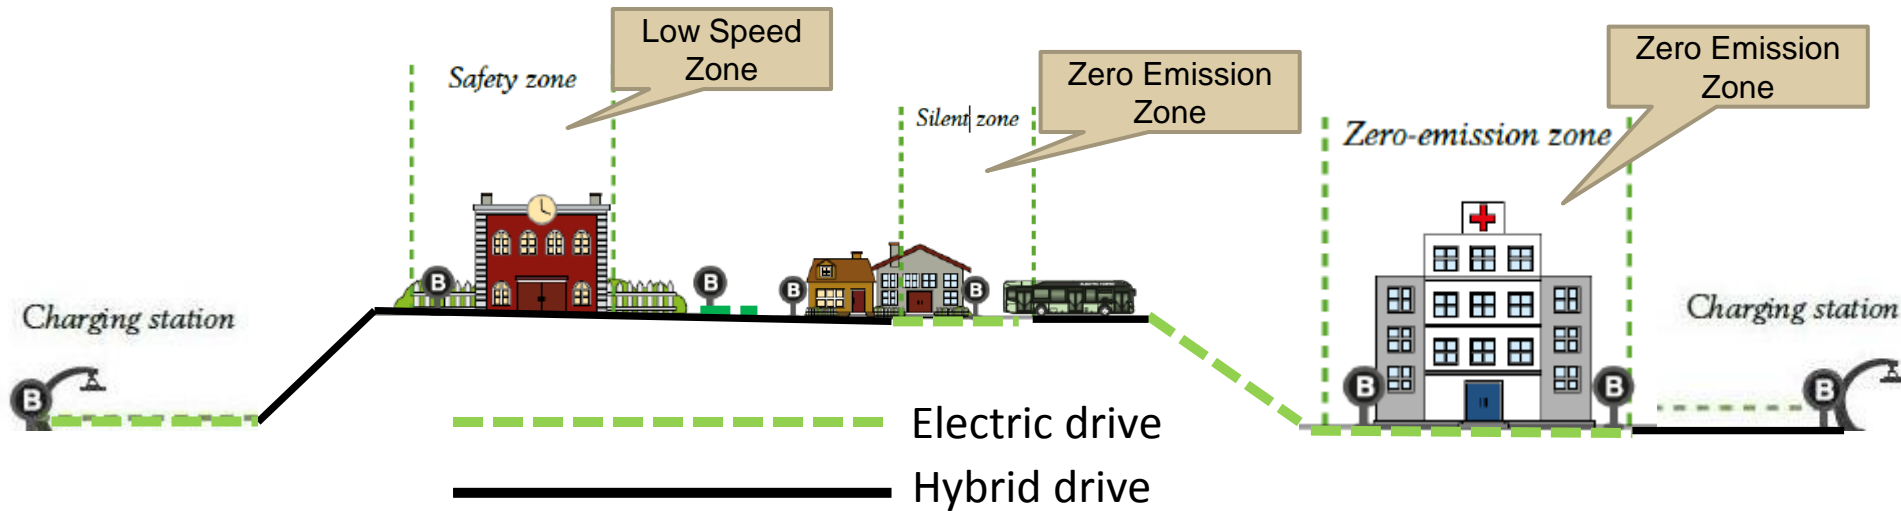 Low Speed
Zone
Safety zone
Zero Emission
Zone
Silent zone
Zero Emission
Zone
Zero-emission zone
Charging station
B
B
B
B
B
B
B
Charging station
B
Electric drive
Hybrid drive